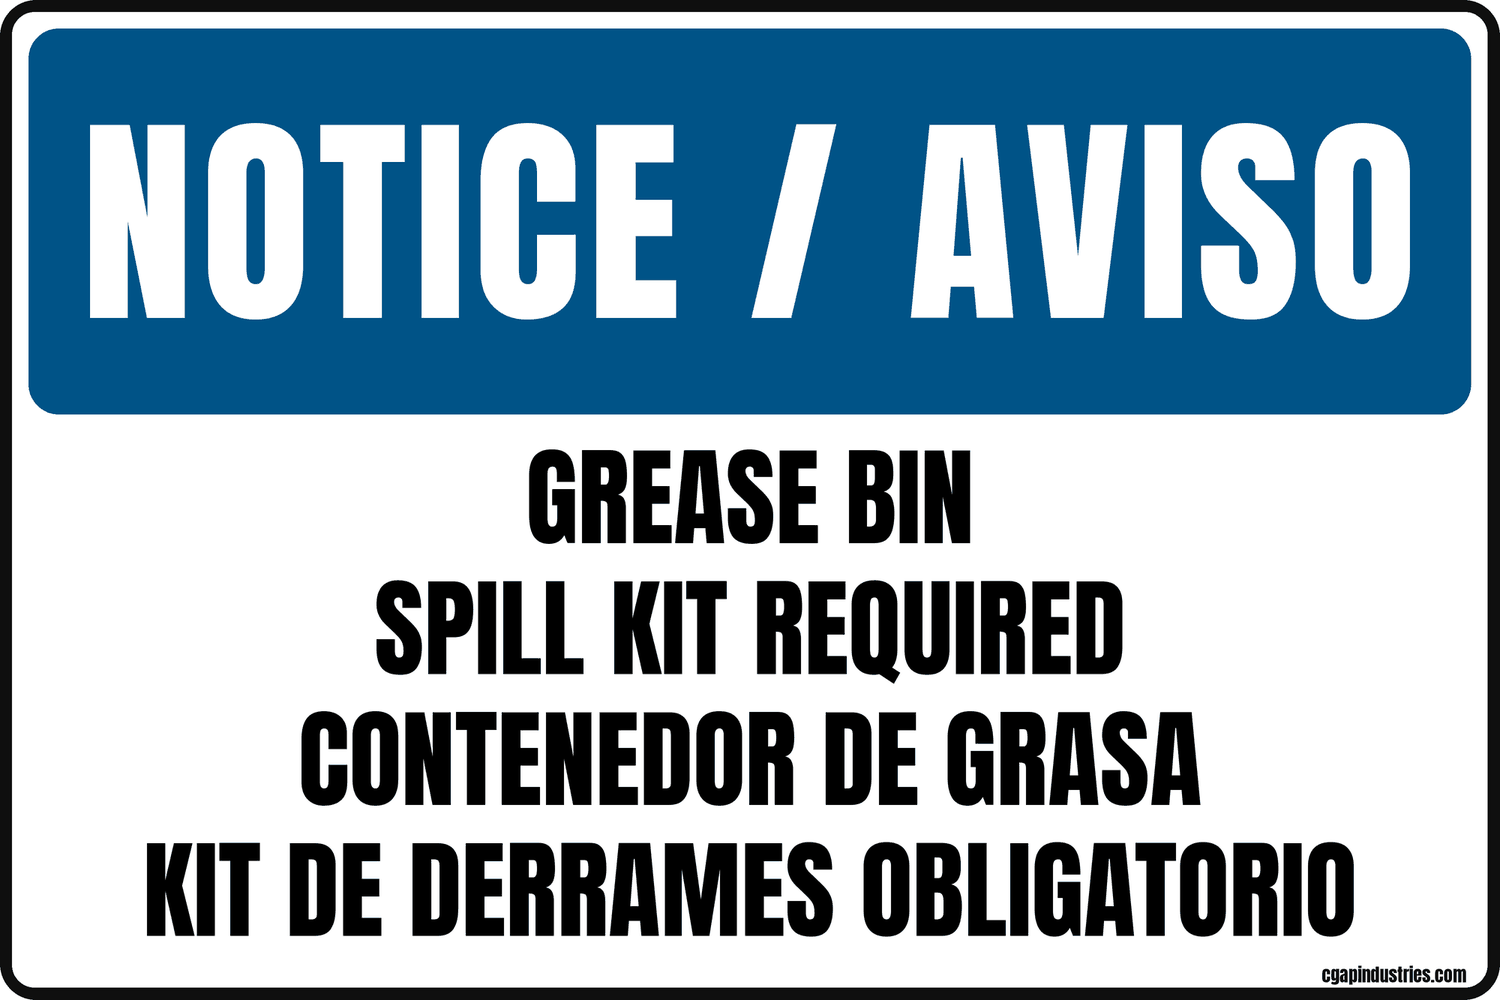 NOTICE / AVISO
GREASE BIN
SPILL KIT REQUIRED
CONTENEDOR DE GRASA
KIT DE DERRAMES OBLIGATORIO
cgapindustries.com